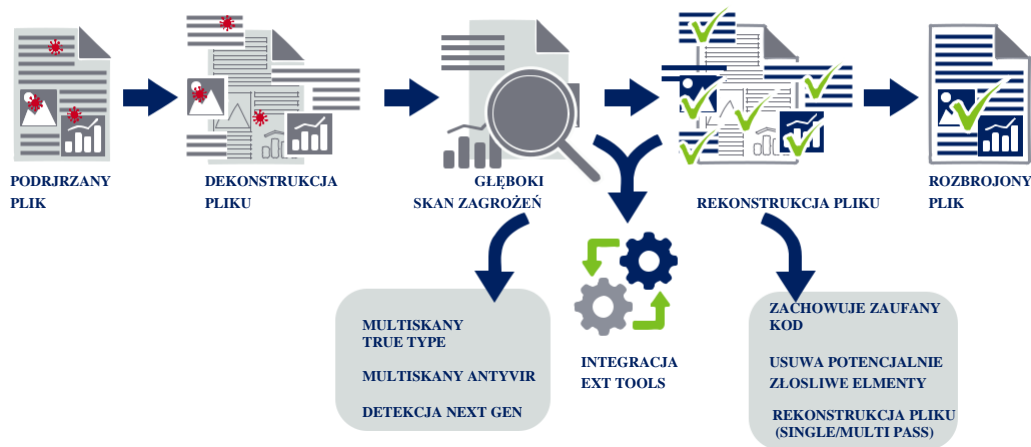 PODRJRZANY
PLIK
DEKONSTRUKCJA
PLIKU
GŁĘBOKI
SKAN ZAGROŻEŃ
REKONSTRUKCJA PLIKU
ROZBROJONY
PLIK
MULTISKANY
TRUE TYPE
MULTISKANY ANTYVIR
DETEKCJA NEXT GEN
INTEGRACJA
EXT TOOLS
ZACHOWUJE ZAUFANY
KOD
USUWA POTENCJALNIE
ZŁOSLIWE ELMENTY
REKONSTRUKCJA PLIKU
(SINGLE/MULTI PASS)